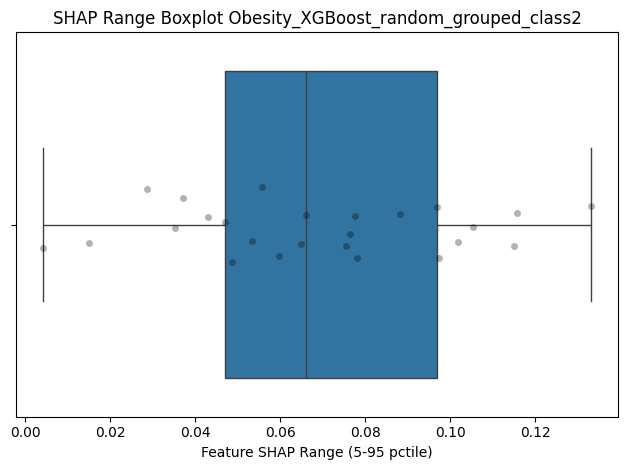 SHAP Range Boxplot Obesity_XGBoost_random_grouped_class2
0.00 0.02 0.04 0.06 0.08 0.10 0.12
Feature SHAP Range (5-95 pctile)